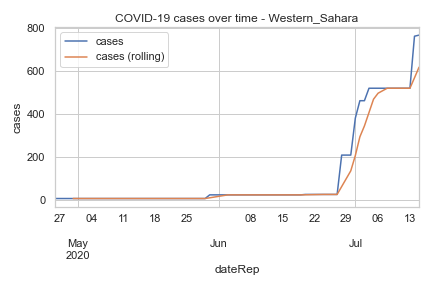 COVID-19 cases over time - Western_Sahara
cases
cases (rolling)
800
600
400
200
0
cases
27 04 11 18 25 08 15 22 29 06 13
May Jun Jul
2020
dateRep